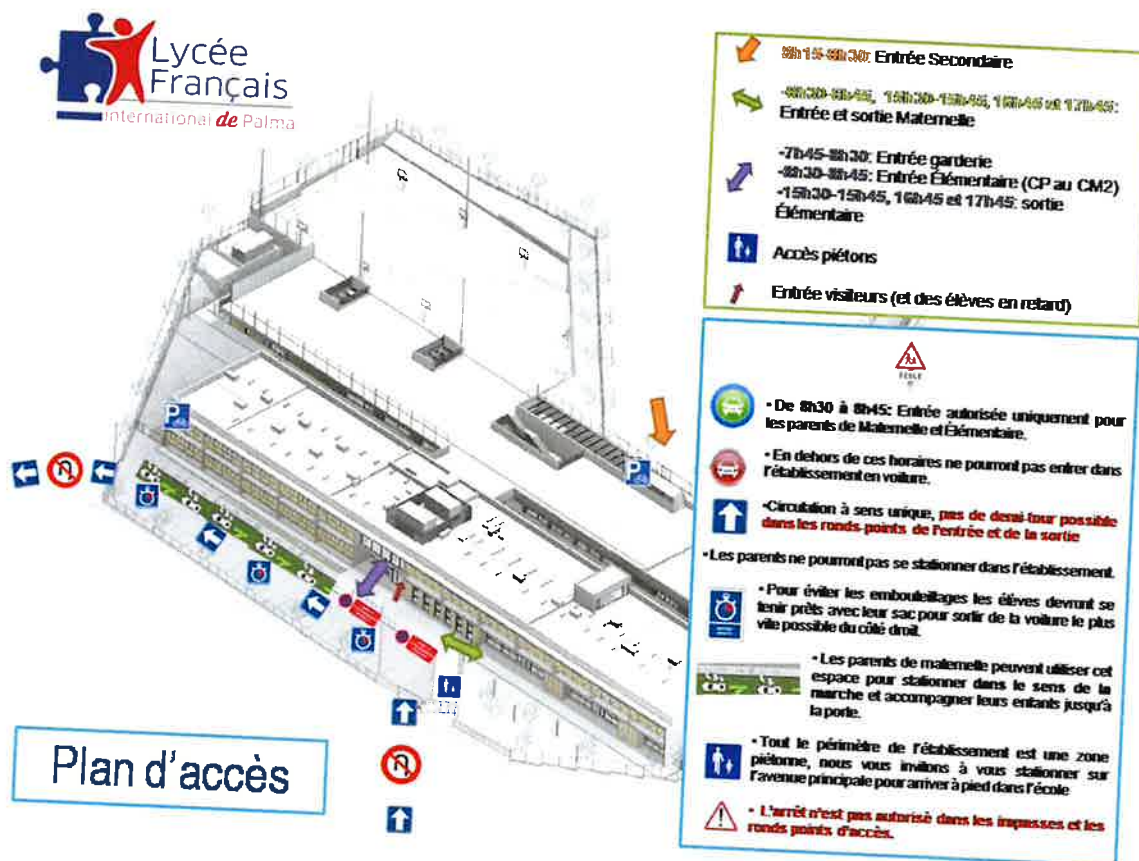 Lycée
Français
International de Palma
8h15-8h30: Entrée Secondaire
-8h30-8h45, 15h30-15h45, 16h45 et 17h45:
Entrée et sortie Maternelle
-7h45-8h30: Entrée garderie
-8h30-8h45: Entrée Élémentaire (CP au CM2)
-15h30-15h45, 16h45 et 17h45: sortie
Élémentaire
Accès piétons
Entrée visiteurs (et des élèves en retard)
ECOLE
• De 8h30 à 8h45: Entrée autorisée uniquement pour
les parents de Maternelle et Élémentaire.
• En dehors de ces horaires ne pourront pas entrer dans
l'établissement en voiture.
•Circulation à sens unique, pas de demi-tour possible
dans les ronds-points de l'entrée et de la sortie
• Les parents ne pourront pas se stationner dans l'établissement.
• Pour éviter les embouteillages les élèves devront se
tenir prêts avec leur sac pour sortir de la voiture le plus
vite possible du côté droit.
• Les parents de maternelle peuvent utiliser cet
espace pour stationner dans le sens de la
marche et accompagner leurs enfants jusqu'à
la porte.
• Tout le périmètre de l'établissement est une zone
piétonne, nous vous invitons à vous stationner sur
l'avenue principale pour arriver à pied dans l'école
• L'arrêt n'est pas autorisé dans les impasses et les
ronds points d'accès.
P
P
Plan d'accès